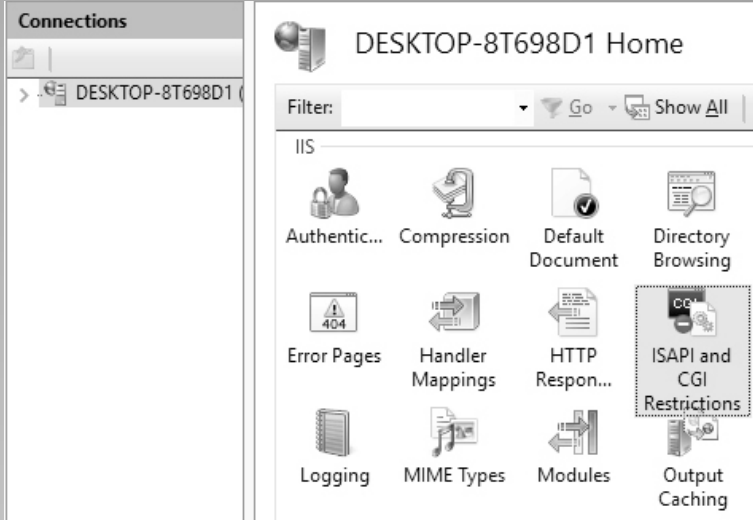 Connections
DESKTOP-8T698D1 (
DESKTOP-8T698D1 Home
Filter:
Go
Show All
IIS
Authentic...
Compression
Default
Document
Directory
Browsing
404
Error Pages
Handler
Mappings
HTTP
Respon...
CGI
ISAPI and
CGI
Restrictions
Logging
MIME Types
Modules
Output
Caching